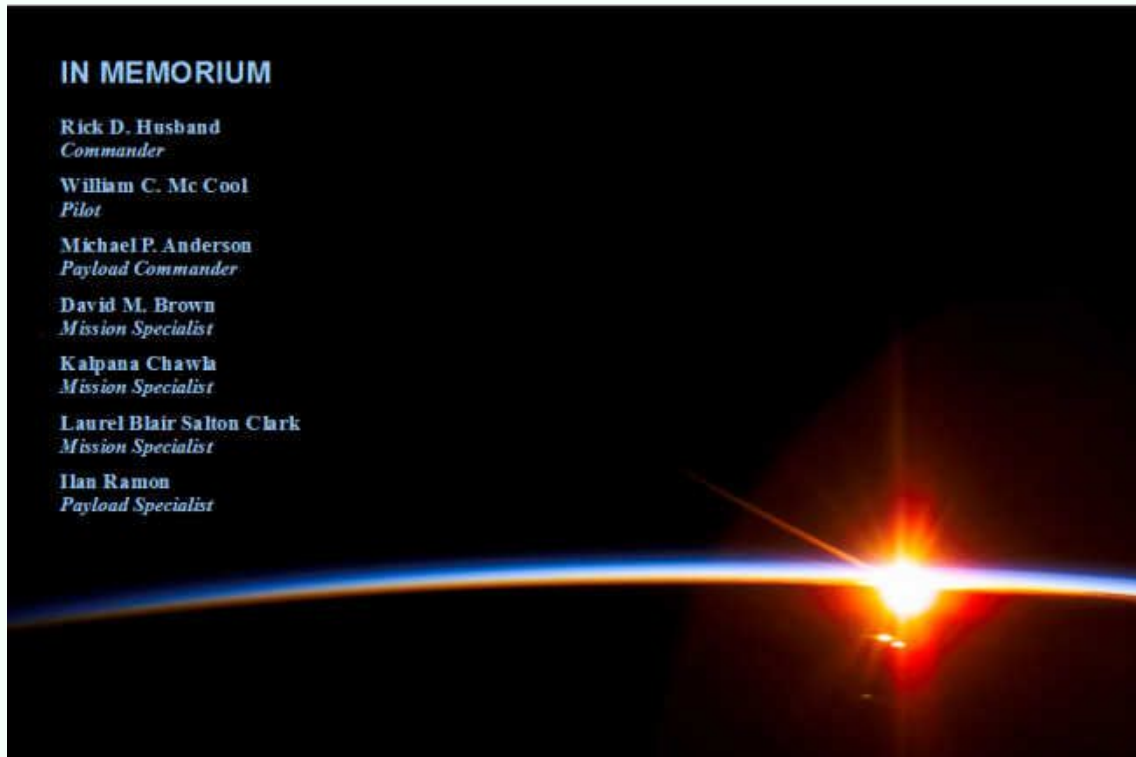 IN MEMORIUM
Rick D. Husband
Commander
William C. Mc Cool
Pilot
Michael P. Anderson
Payload Commander
David M. Brown
Mission Specialist
Kalpana Chawla
Mission Specialist
Laurel Blair Salton Clark
Mission Specialist
Ilan Ramon
Payload Specialist